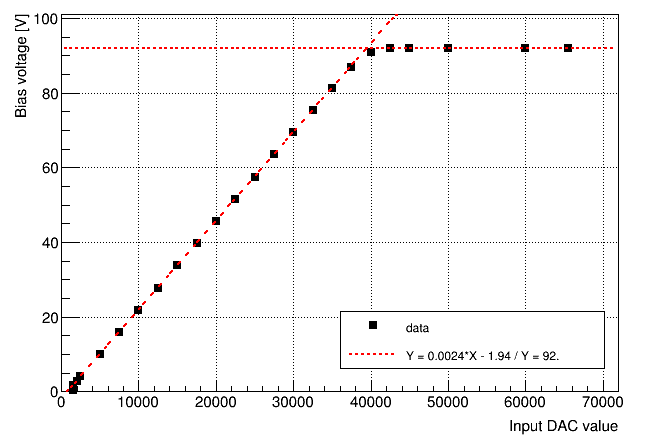 Bias voltage [V]
100
80
60
40
20
0
0 10000 20000 30000 40000 50000 60000 70000
Input DAC value
data
Y = 0.0024*X - 1.94 / Y = 92.